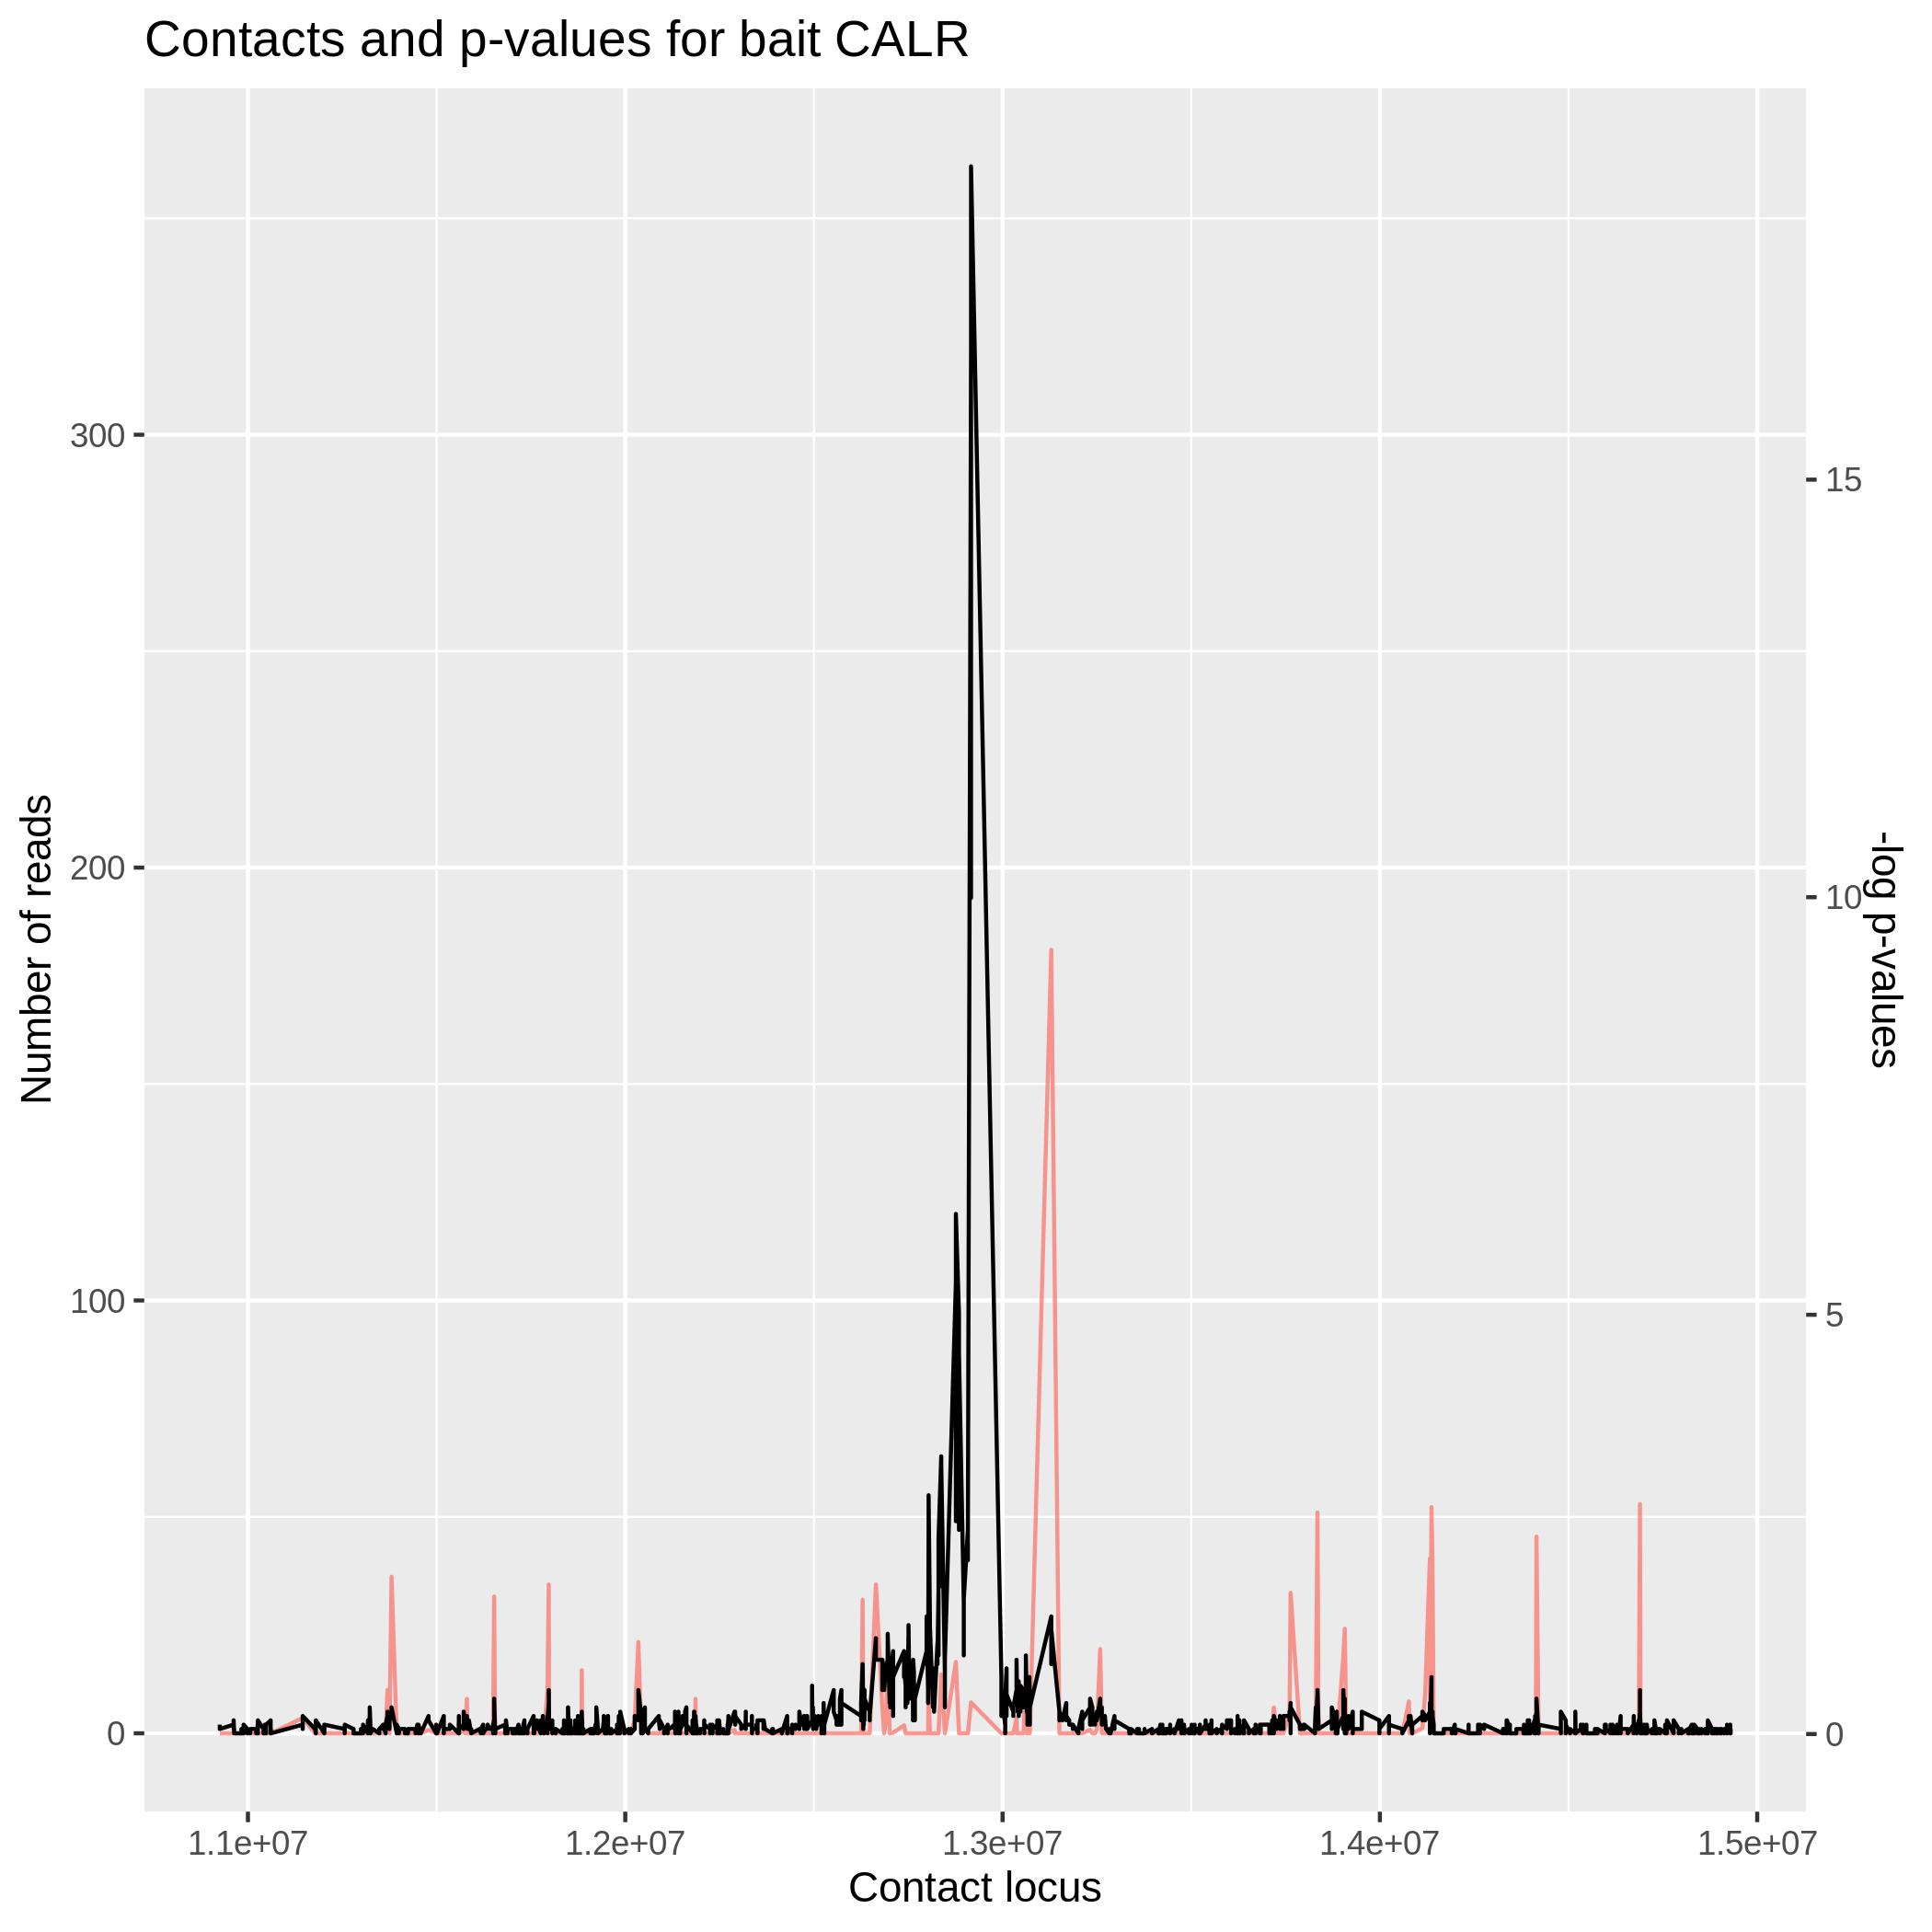 Contacts and p-values for bait CALR
Number of reads
300
200
100
0
15
10
5
0
-log p-values
1.1e+07
1.2e+07
1.3e+07
1.4e+07
1.5e+07
Contact locus